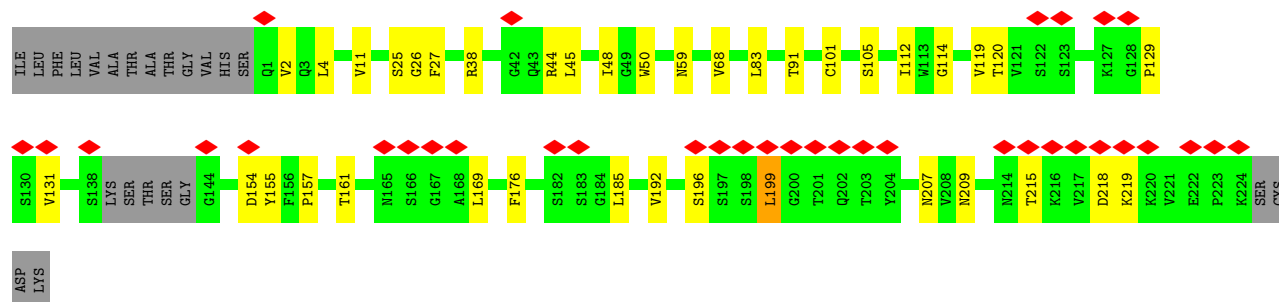 ILE LEU PHE LEU VAL ALA THR ALA THR GLY VAL HIS SER Q1 V2 Q3 L4 V11 S25 G26 F27 R38 G42 Q43 R44 L45 I48 G49 W50 N59 V68 L83 T91 C101 S105 I112 W113 G114 V119 T120 V121 S122 S123 K127 G128 P129
S130 V131 S138 LYS SER THR SER GLY G144 D154 Y155 F156 P157 T161 N165 S166 G167 A168 L169 F176 S182 S183 G184 L185 V192 S196 S197 S198 L199 G200 T201 Q202 T203 Y204 N207 V208 N209 N214 T215 K216 V217 D218 K219 K220 V221 E222 P223 K224 SER CYS
ASP LYS